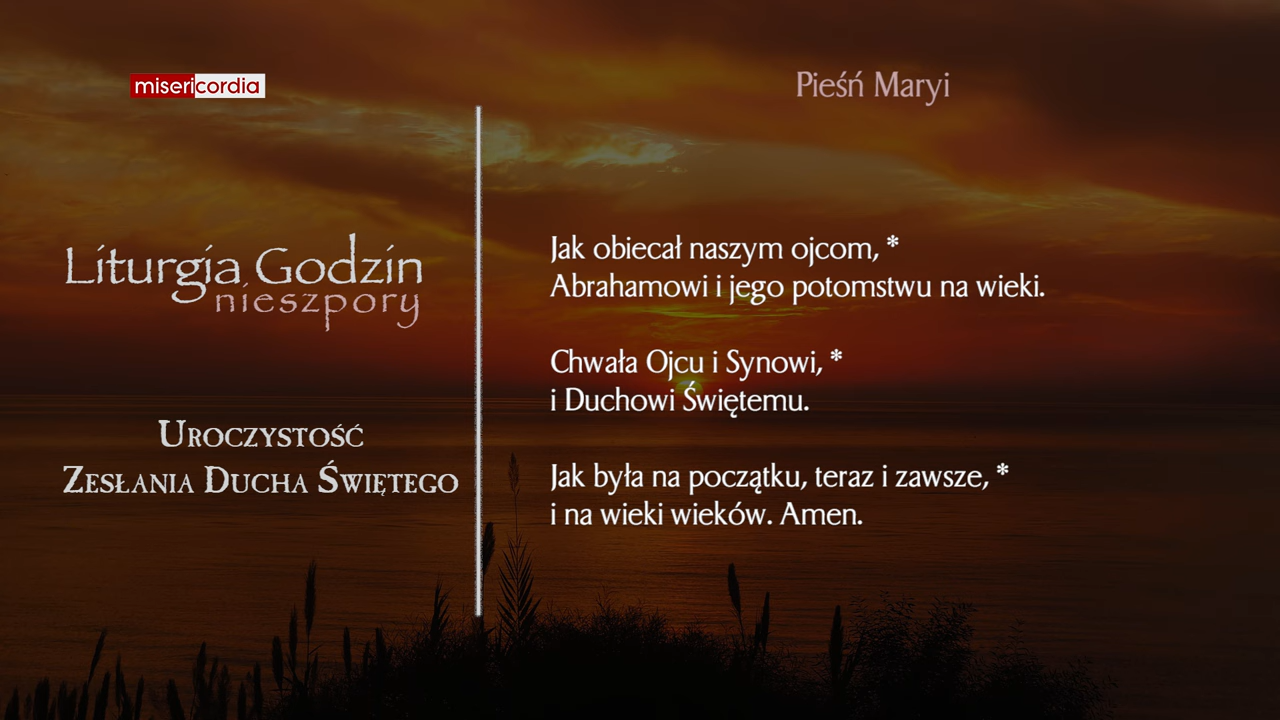 misericordia
Pieśń Maryi
Liturgia Godzin
nieszpory
Uroczystość
Zesłania Ducha Świętego
Jak obiecał naszym ojcom, *
Abrahamowi i jego potomstwu na wieki.
Chwała Ojcu i Synowi, *
i Duchowi Świętemu.
Jak była na początku, teraz i zawsze, *
i na wieki wieków. Amen.